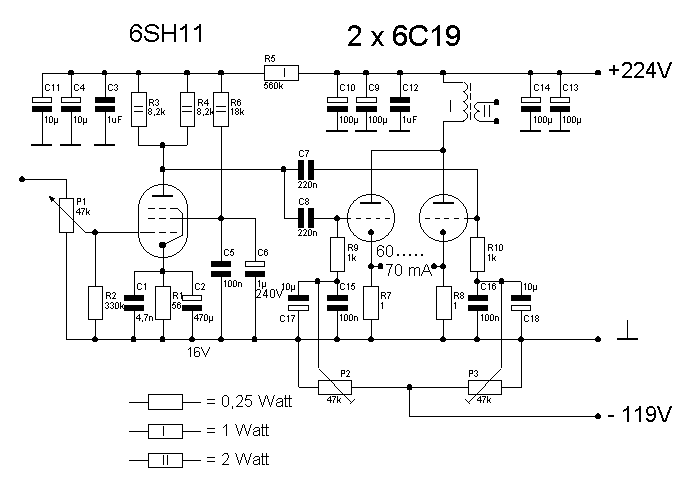 6SH11
2 x 6C19
R5
I
560k
+224V
C11
10µ
C4
10µ
C3
1uF
R3
8,2k
R4
8,2k
R6
18k
C10
100µ
C9
100µ
C12
1uF
I
II
C14
100µ
C13
100µ
C7
220n
C8
220n
P1
47k
R9
1k
60.....
70 mA
R10
1k
R2
330k
C1
4,7n
R1
56
C2
470µ
C5
100n
C6
1µ
240V
10µ
C17
C15
100n
R7
1
R8
1
C16
100n
10µ
C18
16V
P2
47k
P3
47k
- 119V
= 0,25 Watt
I = 1 Watt
II = 2 Watt